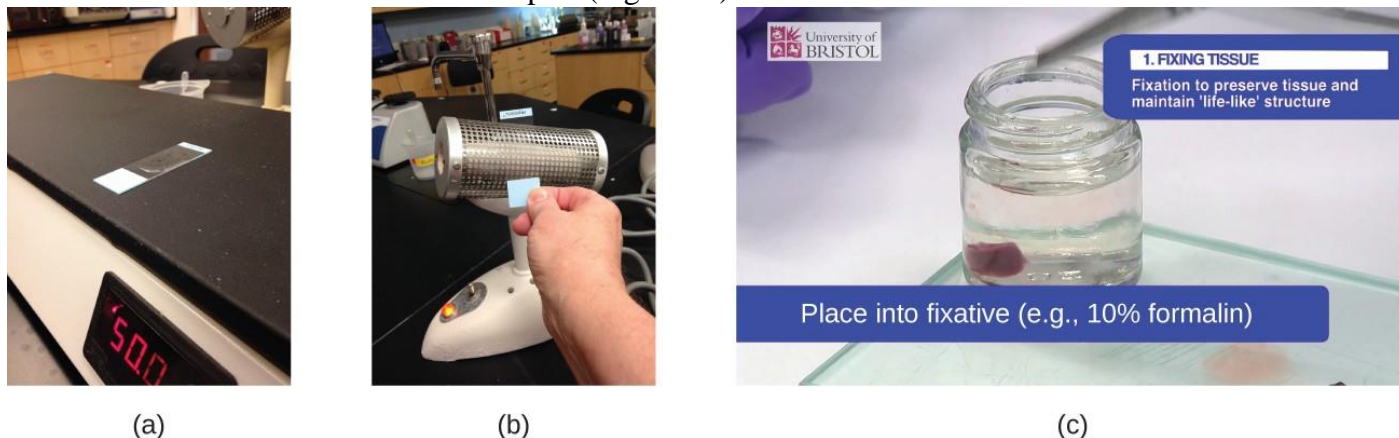 50.0
University of
BRISTOL
1. FIXING TISSUE
Fixation to preserve tissue and
maintain 'life-like' structure
Place into fixative (e.g., 10% formalin)
(a)
(b)
(c)